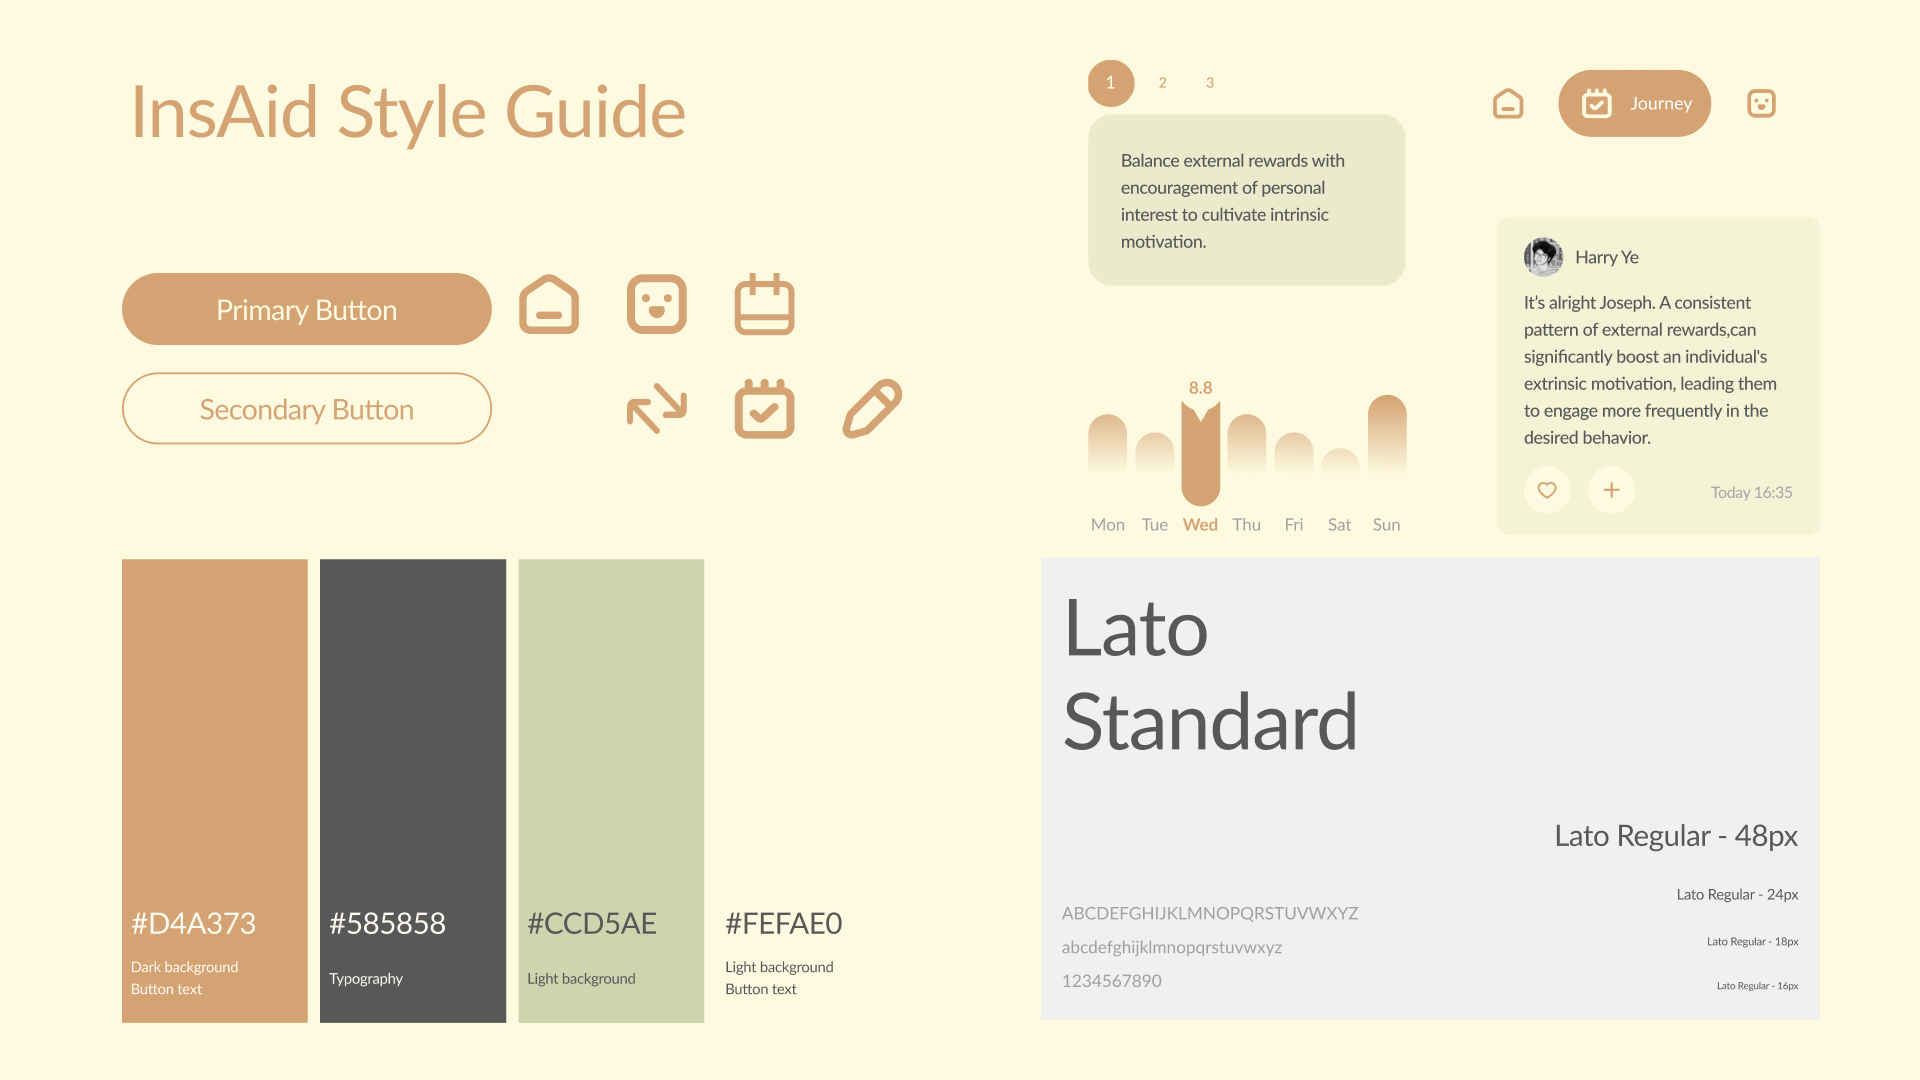 InsAid Style Guide
Primary Button
Secondary Button
1 2 3
Balance external rewards with
encouragement of personal
interest to cultivate intrinsic
motivation.
Journey
Harry Ye
It's alright Joseph. A consistent
pattern of external rewards,can
significantly boost an individual's
extrinsic motivation, leading them
to engage more frequently in the
desired behavior.
Today 16:35
8.8
Mon Tue Wed Thu Fri Sat Sun
#D4A373
Dark background
Button text
#585858
Typography
#CCD5AE
Light background
#FEFAE0
Light background
Button text
Lato
Standard
Lato Regular - 48px
Lato Regular - 24px
Lato Regular - 18px
Lato Regular - 16px
ABCDEFGHIJKLMNOPQRSTUVWXYZ
abcdefghijklmnopqrstuvwxyz
1234567890